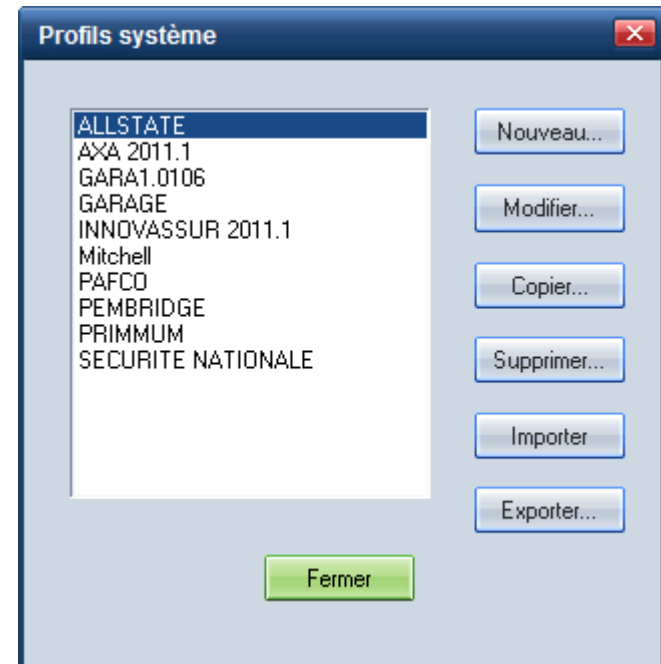 Profils système
ALLSTATE
AXA 2011.1
GARA1.0106
GARAGE
INNOVASSUR 2011.1
Mitchell
PAFCO
PEMBRIDGE
PRIMMUM
SECURITE NATIONALE
Nouveau...
Modifier...
Copier...
Supprimer...
Importer
Exporter...
Fermer